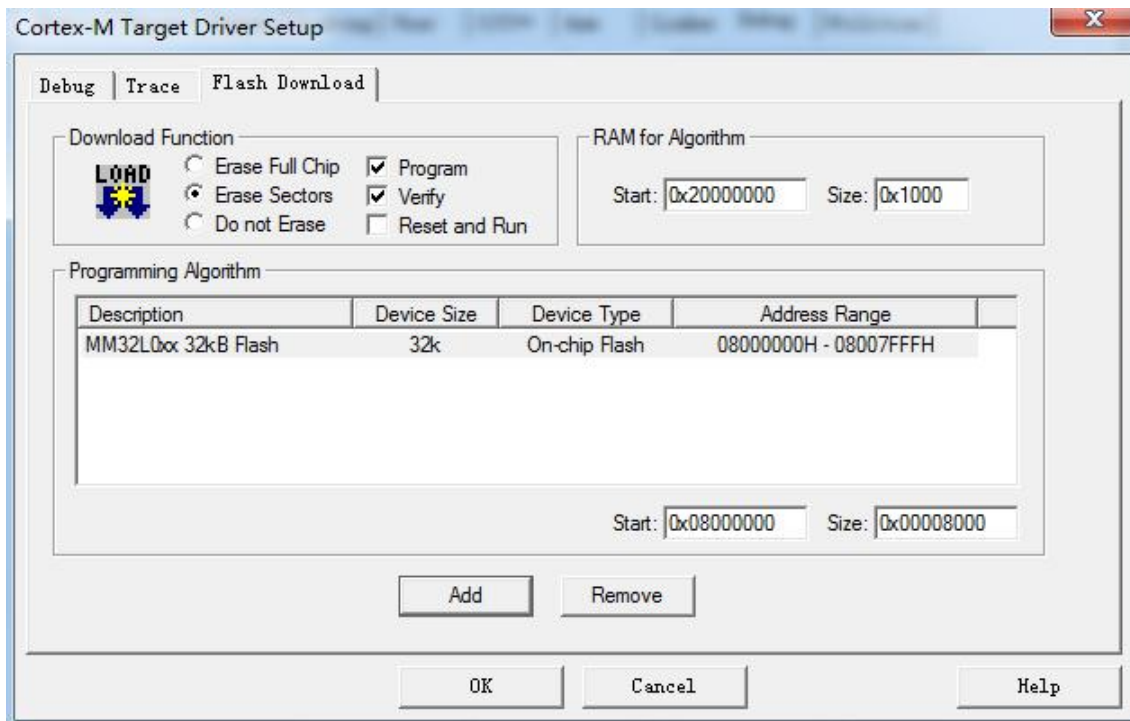 Cortex-M Target Driver Setup
Debug Trace Flash Download
Download Function
LOAD
Erase Full Chip
Erase Sectors
Do not Erase
Program
Verify
Reset and Run
RAM for Algorithm
Start: 0x20000000 Size: 0x1000
Programming Algorithm
Description Device Size Device Type Address Range
MM32L0xx 32kB Flash 32k On-chip Flash 08000000H - 08007FFFH
Start: 0x08000000 Size: 0x00008000
Add Remove
OK Cancel Help